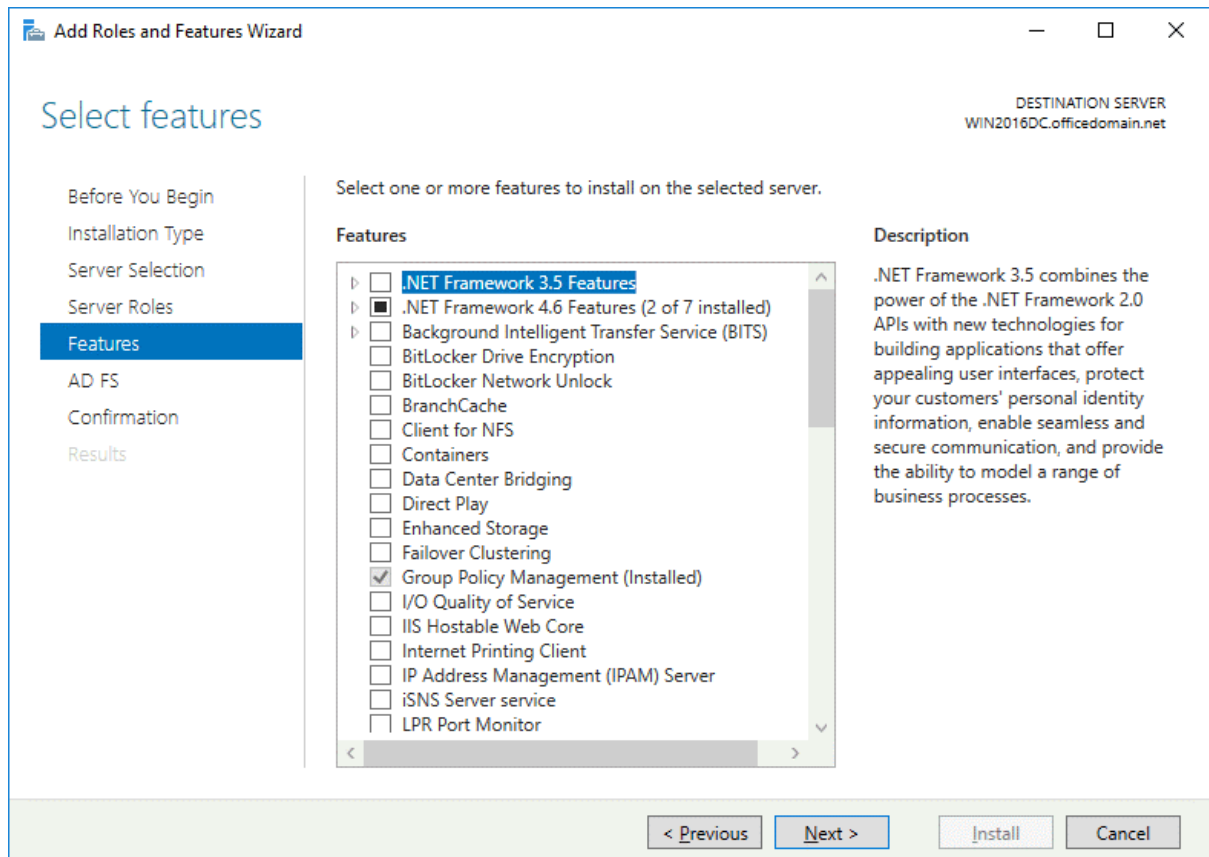 Add Roles and Features Wizard
Select features
DESTINATION SERVER
WIN2016DC.officedomain.net
Before You Begin
Installation Type
Server Selection
Server Roles
Features
AD FS
Confirmation
Results
Select one or more features to install on the selected server.
Features
.NET Framework 3.5 Features
.NET Framework 4.6 Features (2 of 7 installed)
Background Intelligent Transfer Service (BITS)
BitLocker Drive Encryption
BitLocker Network Unlock
BranchCache
Client for NFS
Containers
Data Center Bridging
Direct Play
Enhanced Storage
Failover Clustering
Group Policy Management (Installed)
I/O Quality of Service
IIS Hostable Web Core
Internet Printing Client
IP Address Management (IPAM) Server
iSNS Server service
LPR Port Monitor
Description
.NET Framework 3.5 combines the
power of the .NET Framework 2.0
APIs with new technologies for
building applications that offer
appealing user interfaces, protect
your customers' personal identity
information, enable seamless and
secure communication, and provide
the ability to model a range of
business processes.
< Previous
Next >
Install
Cancel